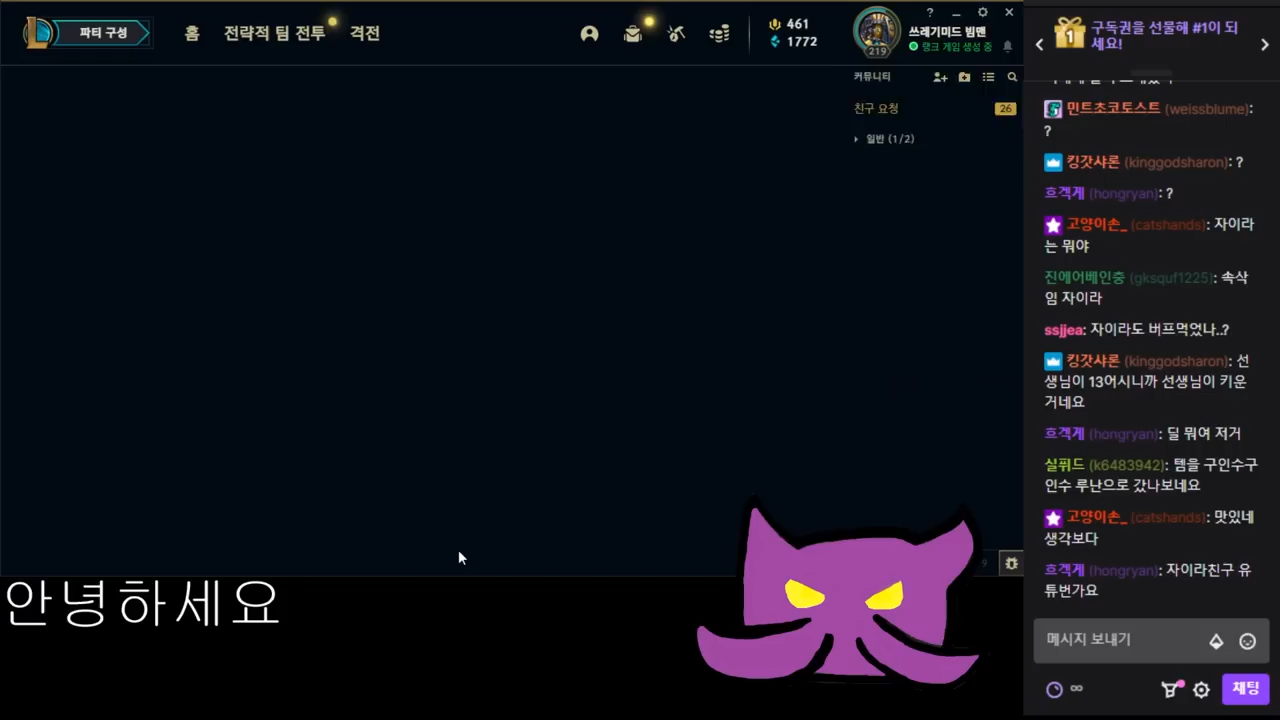 파티 구성
홈
전략적 팀 전투
격전
461
1772
219
쓰레기미드 빔맨
랭크 게임 생성 중
커뮤니티
친구 요청
26
일반 (1/2)
안녕하세요
1
구독권을 선물해 #1이 되
세요!
민트초코토스트 (weissblume):
?
킹갓샤론 (kinggodsharon): ?
흐겍게 (hongryan): ?
고양이손_ (catshands): 자이라
는 뭐야
진에어베인충 (gksquf1225): 속삭
임 자이라
ssjjea: 자이라도 버프먹었나..?
킹갓샤론 (kinggodsharon): 선
생님이 13어시니까 선생님이 키운
거네요
흐겍게 (hongryan): 딜 뭐여 저거
실퓌드 (k6483942): 템을 구인수구
인수 루난으로 갔나보네요
고양이손_ (catshands): 맛있네
생각보다
흐겍게 (hongryan): 자이라친구 유
튜번가요
메시지 보내기
채팅